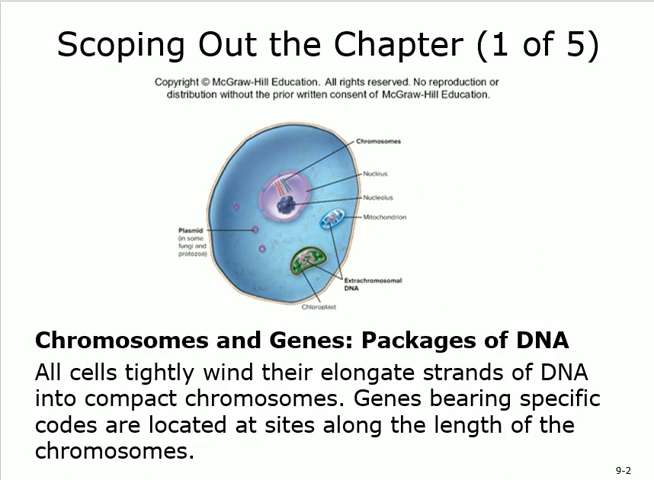 Scoping Out the Chapter (1 of 5)
Copyright © McGraw-Hill Education. All rights reserved. No reproduction or
distribution without the prior written consent of McGraw-Hill Education.
Chromosomes
Nucleus
Nucleolus
Mitochondrion
Plasmid
(in some
fungi and
protozoa)
Extrachromosomal
DNA
Chloroplast
Chromosomes and Genes: Packages of DNA
All cells tightly wind their elongate strands of DNA
into compact chromosomes. Genes bearing specific
codes are located at sites along the length of the
chromosomes.
9-2